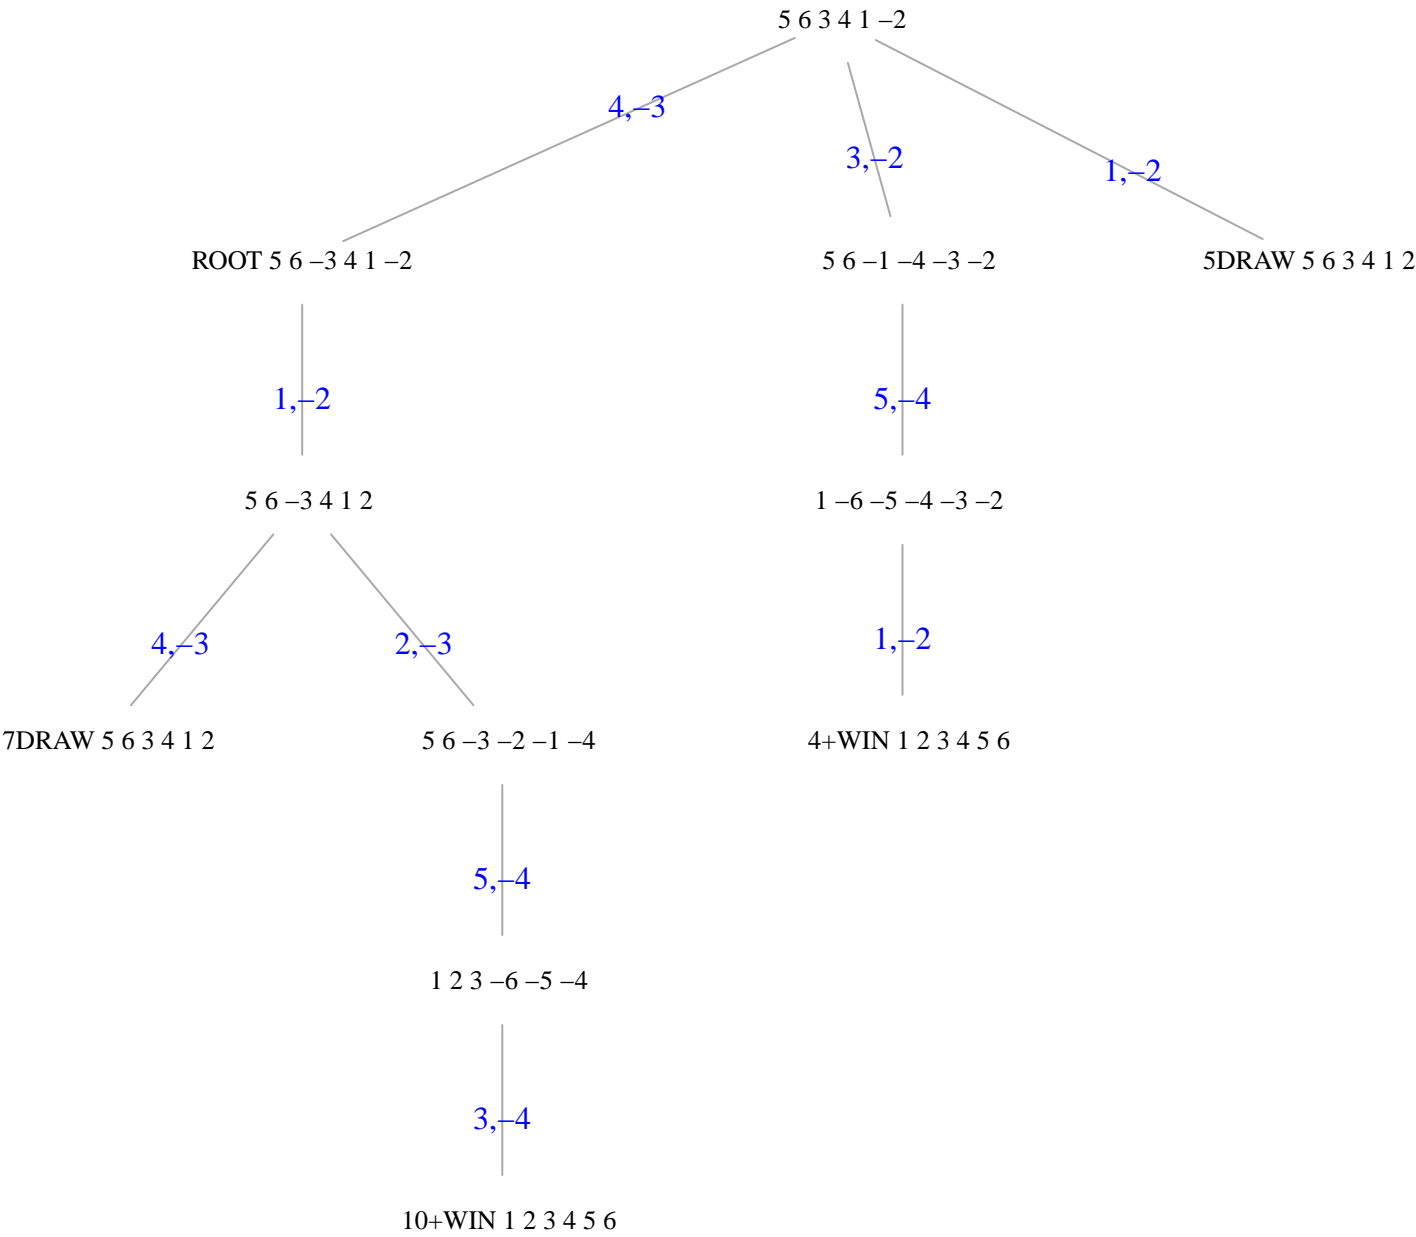 5 6 3 4 1 –2
4,–3
3,–2
1,–2
ROOT 5 6 –3 4 1 –2
5 6 –1 –4 –3 –2
5DRAW 5 6 3 4 1 2
1,–2
5,–4
5 6 –3 4 1 2
1 –6 –5 –4 –3 –2
4,–3
2,–3
1,–2
7DRAW 5 6 3 4 1 2
5 6 –3 –2 –1 –4
4+WIN 1 2 3 4 5 6
5,–4
1 2 3 –6 –5 –4
3,–4
10+WIN 1 2 3 4 5 6